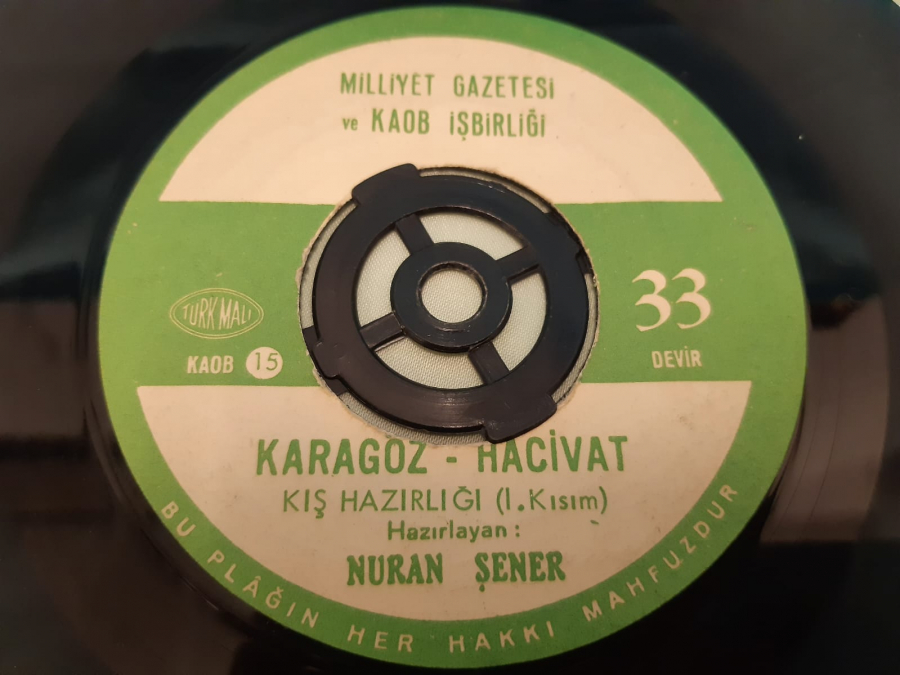 MİLLİYET GAZETESİ
ve KAOB İŞBİRLİĞİ
TURK MALI
KAOB 15
33
DEVİR
KARAGÖZ - HACİVAT
KIŞ HAZIRLIĞI (I.Kısım)
Hazırlayan :
NURAN ŞENER
BU PLÂĞIN HER HAKKI MAHFUZDUR